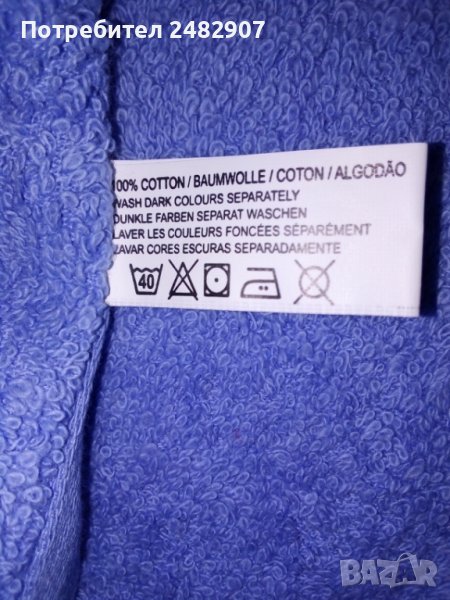 Потребител 2482907
100% COTTON / BAUMWOLLE / COTON / ALGODÃO
WASH DARK COLOURS SEPARATELY
DUNKLE FARBEN SEPARAT WASCHEN
LAVER LES COULEURS FONCÉES SÉPARÉMENT
LAVAR CORES ESCURAS SEPARADAMENTE
40
BAZAR